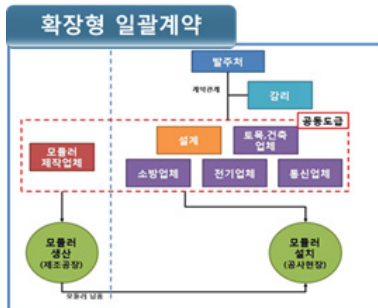 확장형 일괄계약
발주처
계약관계
감리
공동도급
모듈러
제작업체
설계
토목,건축
업체
소방업체
전기업체
통신업체
모듈러
생산
(제조공장)
모듈러
설치
(공사현장)
모듈러 납품